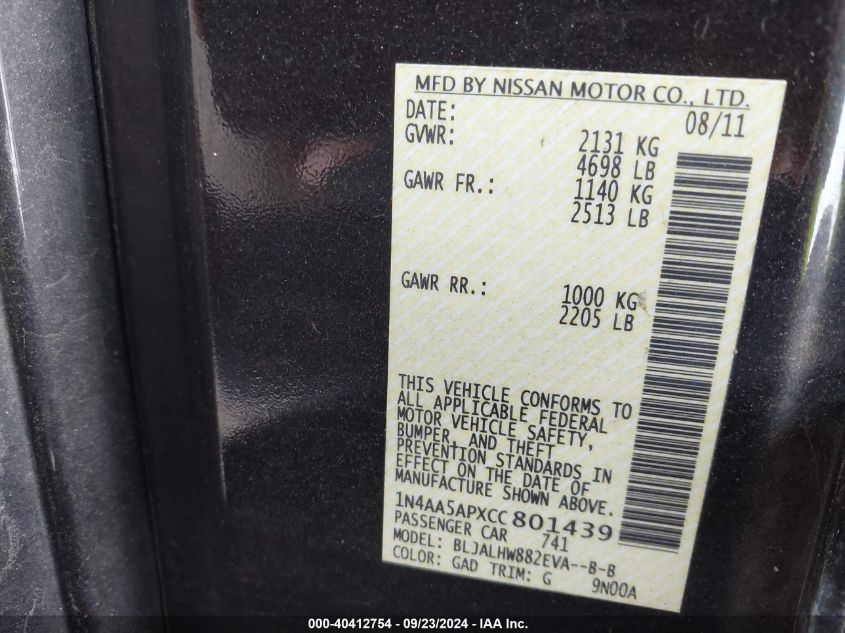 MFD BY NISSAN MOTOR CO., LTD.
DATE: 08/11
GVWR: 2131 KG
4698 LB
GAWR FR.: 1140 KG
2513 LB
GAWR RR.: 1000 KG
2205 LB
THIS VEHICLE CONFORMS TO
ALL APPLICABLE FEDERAL
MOTOR VEHICLE SAFETY,
BUMPER, AND THEFT
PREVENTION STANDARDS IN
EFFECT ON THE DATE OF
MANUFACTURE SHOWN ABOVE.
1N4AA5APXCC801439
PASSENGER CAR 741
MODEL: BLJALHW882EVA--B-B
COLOR: GAD TRIM: G 9N00A
000-40412754 - 09/23/2024 - IAA Inc.